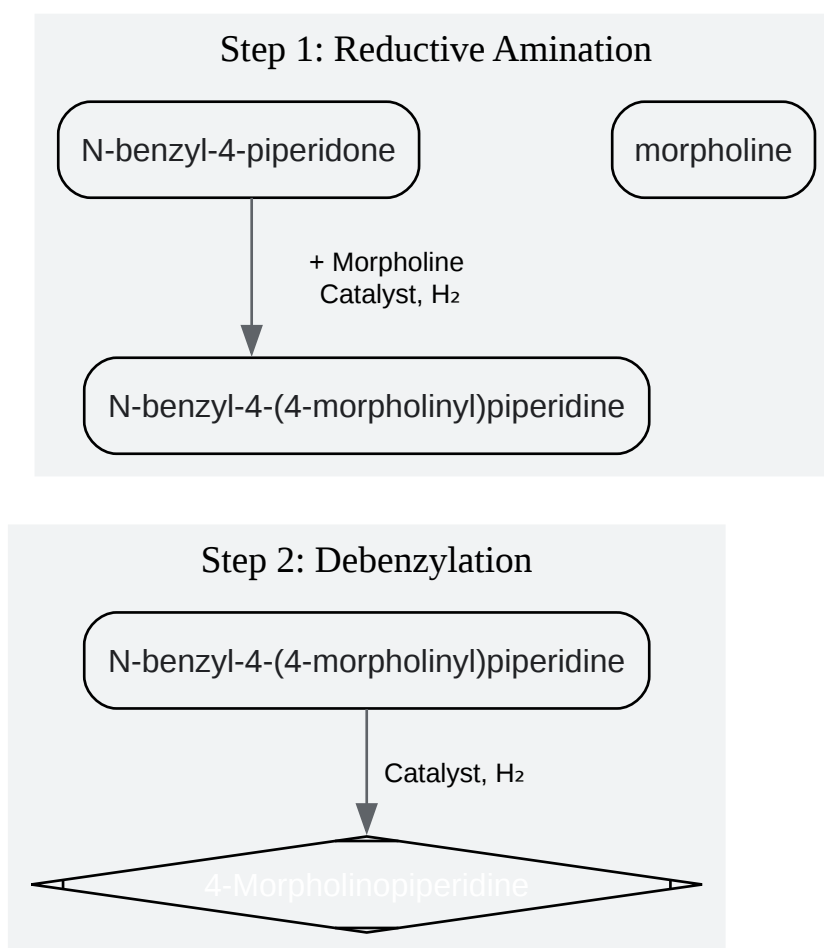 Step 1: Reductive Amination
N-benzyl-4-piperidone
morpholine
+ Morpholine
Catalyst, H₂
N-benzyl-4-(4-morpholinyl)piperidine
Step 2: Debenzylation
N-benzyl-4-(4-morpholinyl)piperidine
Catalyst, H₂
4-Morpholinopiperidine